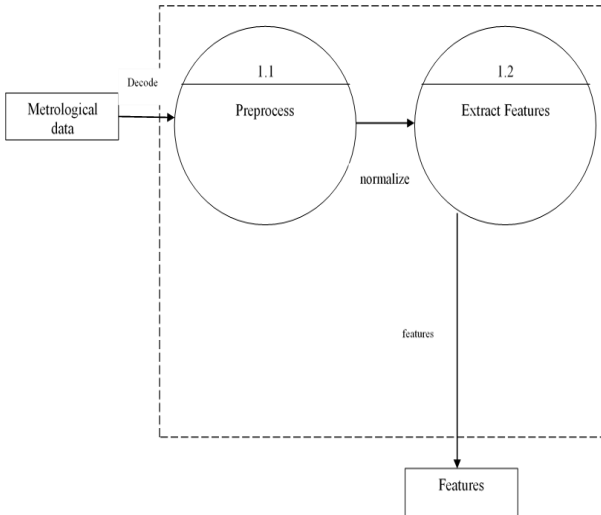 1.1
1.2
Decode
Metrological
data
Preprocess
Extract Features
normalize
features
Features